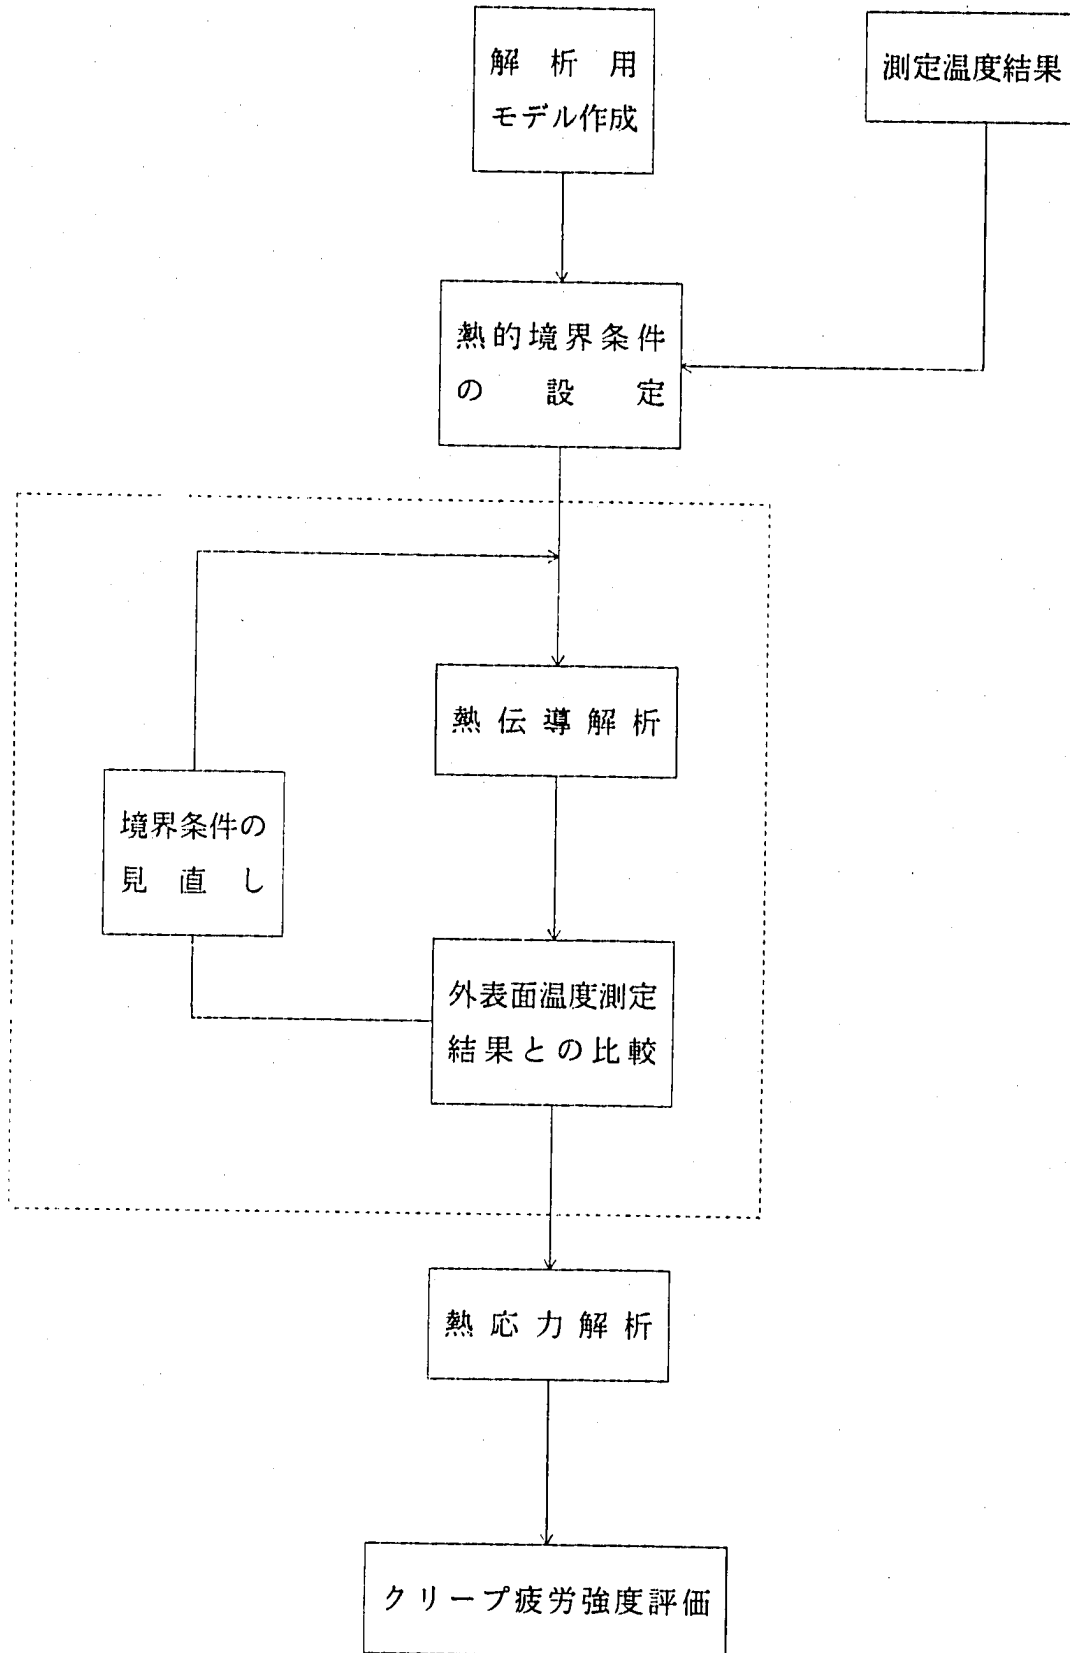 解析用
モデル作成
測定温度結果
熱的境界条件
の設定
熱伝導解析
境界条件の
見直し
外表面温度測定
結果との比較
熱応力解析
クリープ疲労強度評価